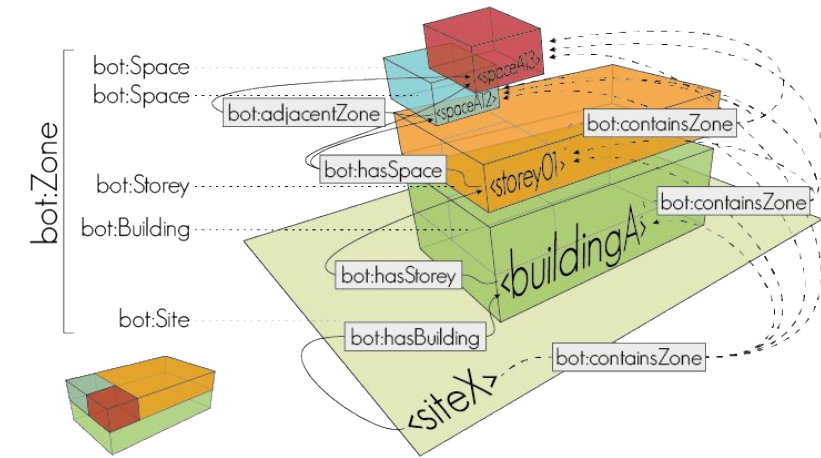 bot:Zone
bot:Space
bot:Space
bot:Storey
bot:Building
bot:Site
<spaceA13>
<spaceA12>
bot:adjacentZone
bot:containsZone
bot:hasSpace
<storey01>
bot:containsZone
<buildingA>
bot:hasStorey
bot:hasBuilding
bot:containsZone
<siteX>